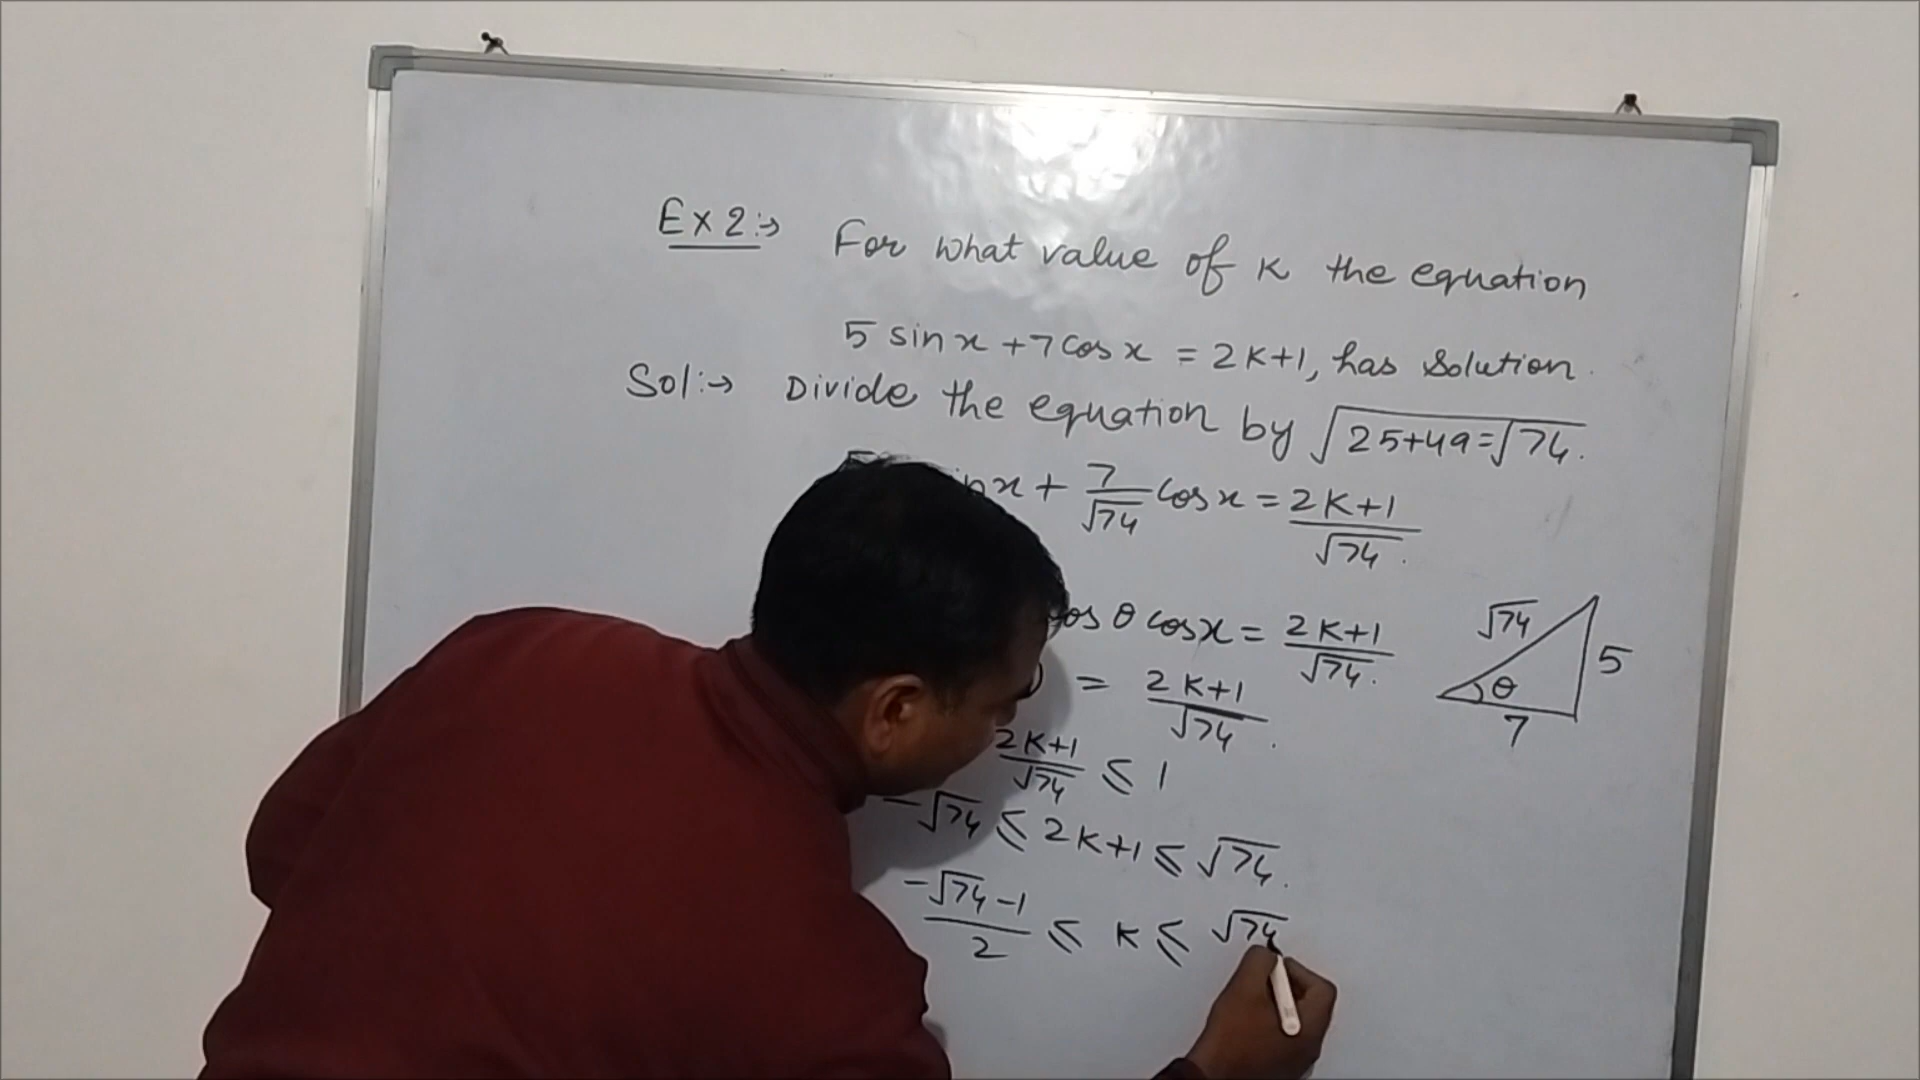 Ex 2:→ For what value of K the equation
5 sin x + 7 cos x = 2K+1, has solution.
Sol:→ Divide the equation by √25+49=√74.
x + 7/√74 cos x = 2K+1/√74.
θ cos x = 2K+1/√74.
= 2K+1/√74.
2K+1/√74 ≤ 1
-√74 ≤ 2K+1 ≤ √74.
-√74-1/2 ≤ K ≤ √74
√74
5
θ
7